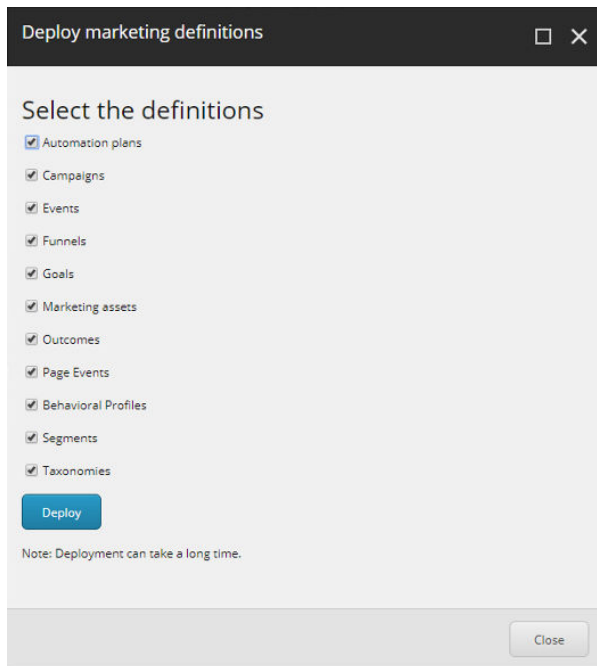 Deploy marketing definitions
Select the definitions
Automation plans
Campaigns
Events
Funnels
Goals
Marketing assets
Outcomes
Page Events
Behavioral Profiles
Segments
Taxonomies
Deploy
Note: Deployment can take a long time.
Close